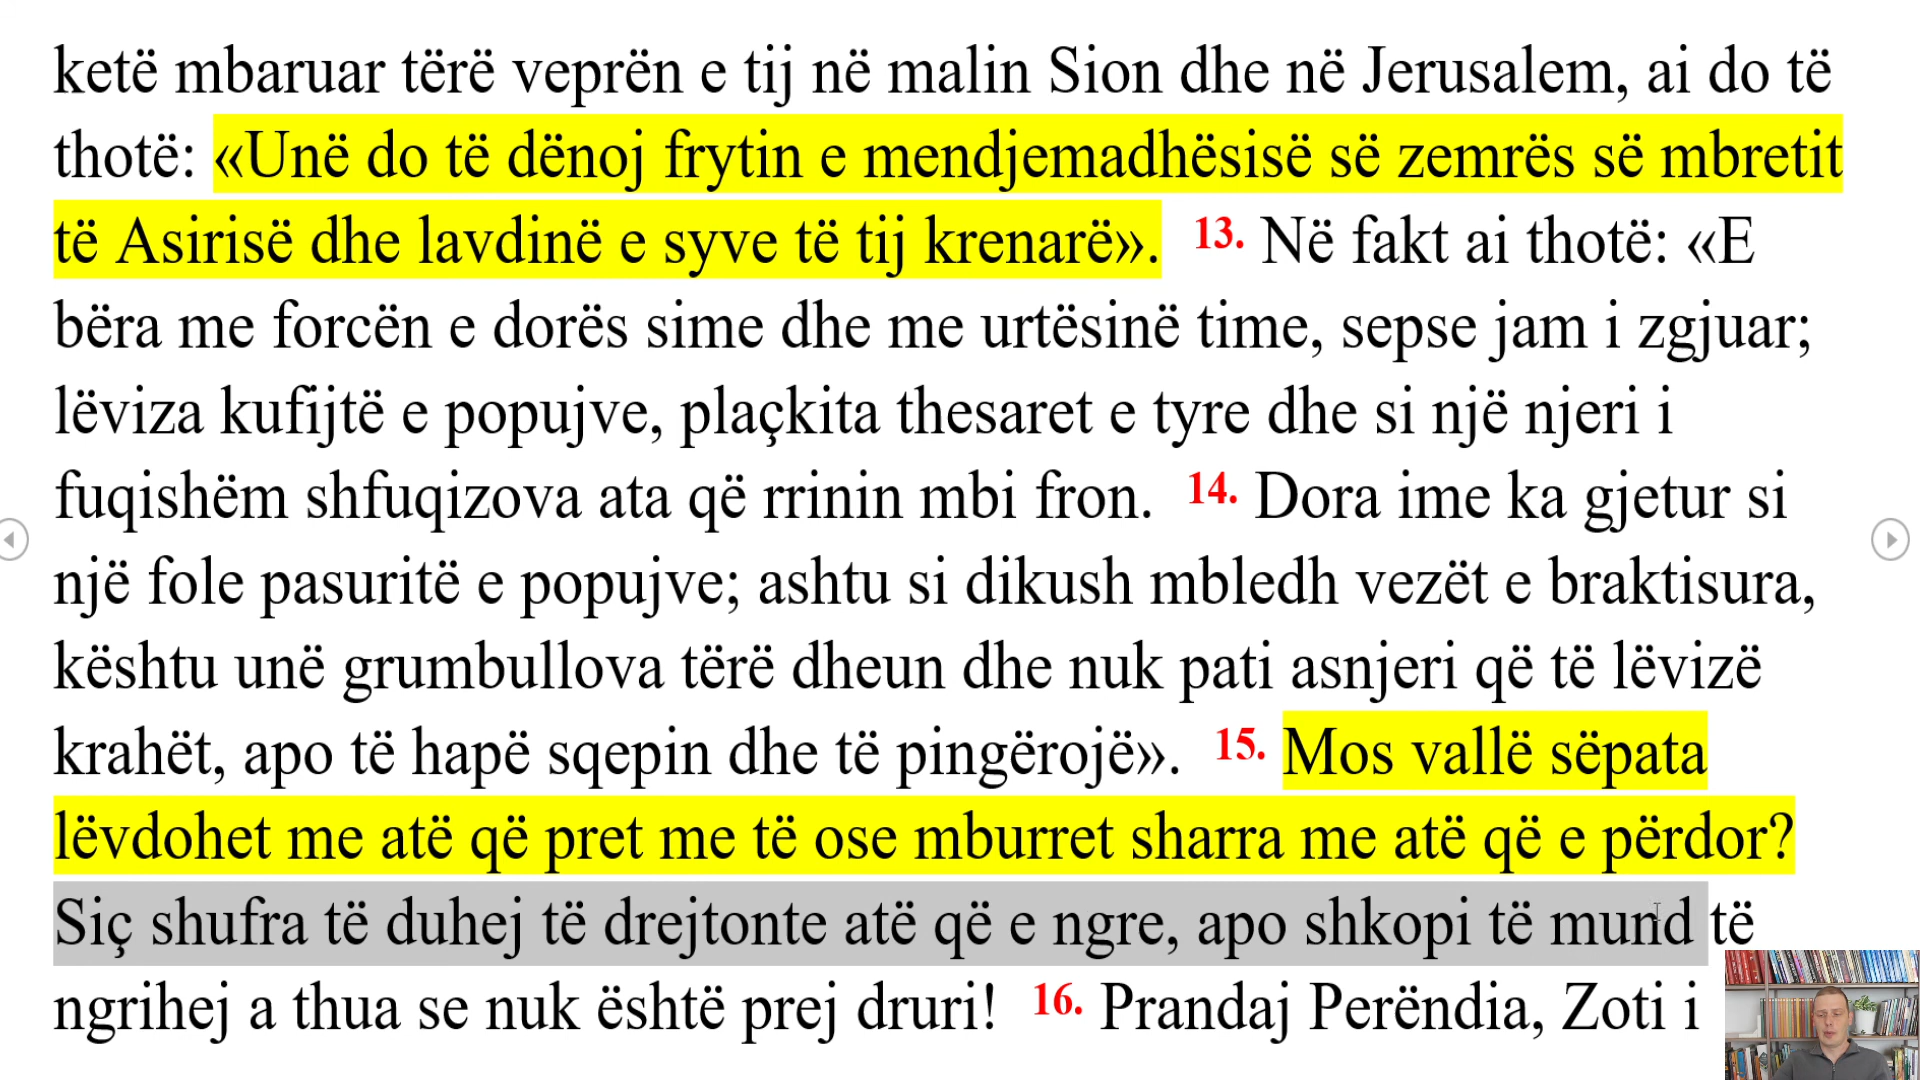 ketë mbaruar tërë veprën e tij në malin Sion dhe në Jerusalem, ai do të
thotë: «Unë do të dënoj frytin e mendjemadhësisë së zemrës së mbretit
të Asirisë dhe lavdinë e syve të tij krenarë». 13. Në fakt ai thotë: «E
bëra me forcën e dorës sime dhe me urtësinë time, sepse jam i zgjuar;
lëviza kufijtë e popujve, plaçkita thesaret e tyre dhe si një njeri i
fuqishëm shfuqizova ata që rrinin mbi fron. 14. Dora ime ka gjetur si
një fole pasuritë e popujve; ashtu si dikush mbledh vezët e braktisura,
kështu unë grumbullova tërë dheun dhe nuk pati asnjeri që të lëvizë
krahët, apo të hapë sqepin dhe të pingërojë». 15. Mos vallë sëpata
lëvdohet me atë që pret me të ose mburret sharra me atë që e përdor?
Siç shufra të duhej të drejtonte atë që e ngre, apo shkopi të mund të
ngrihej a thua se nuk është prej druri! 16. Prandaj Perëndia, Zoti i